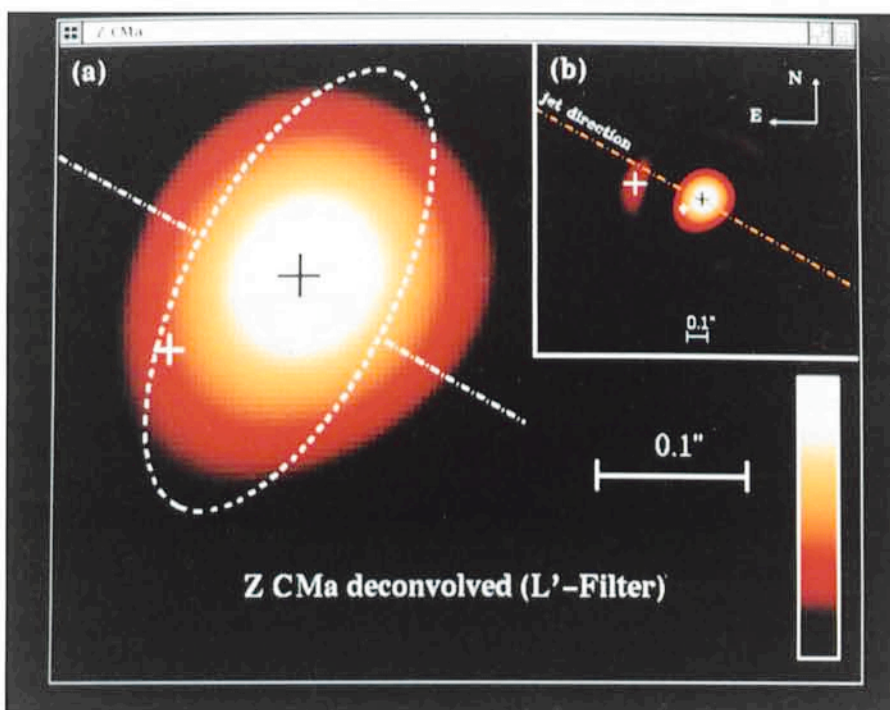 Z CMa
(a)
(b)
N
E
jet direction
0.1"
0.1"
Z CMa deconvolved (L'-Filter)